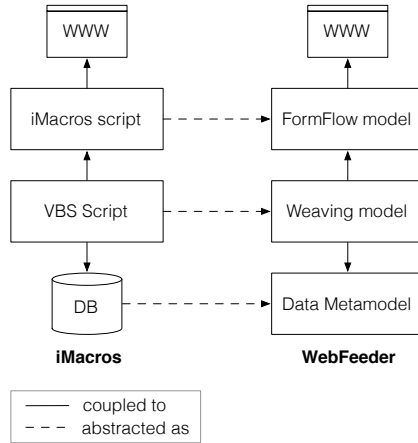 WWW WWW
iMacros script FormFlow model
VBS Script Weaving model
DB Data Metamodel
iMacros WebFeeder
coupled to
abstracted as